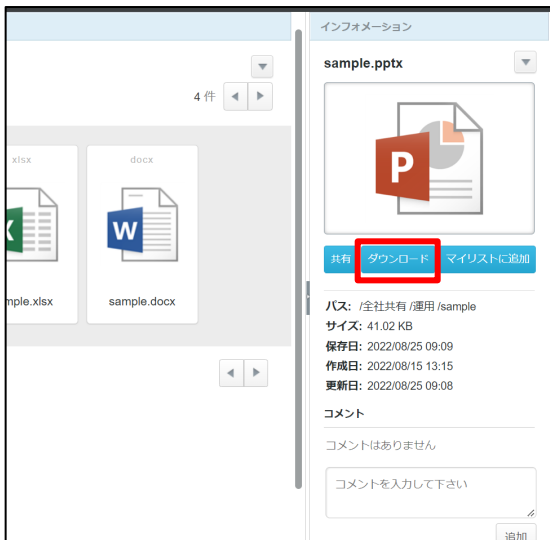 インフォメーション
sample.pptx
4 件
xlsx
docx
W
P
mple.xlsx
sample.docx
共有
ダウンロード
マイリストに追加
パス: /全社共有 /運用 /sample
サイズ: 41.02 KB
保存日: 2022/08/25 09:09
作成日: 2022/08/15 13:15
更新日: 2022/08/25 09:08
コメント
コメントはありません
コメントを入力して下さい
追加